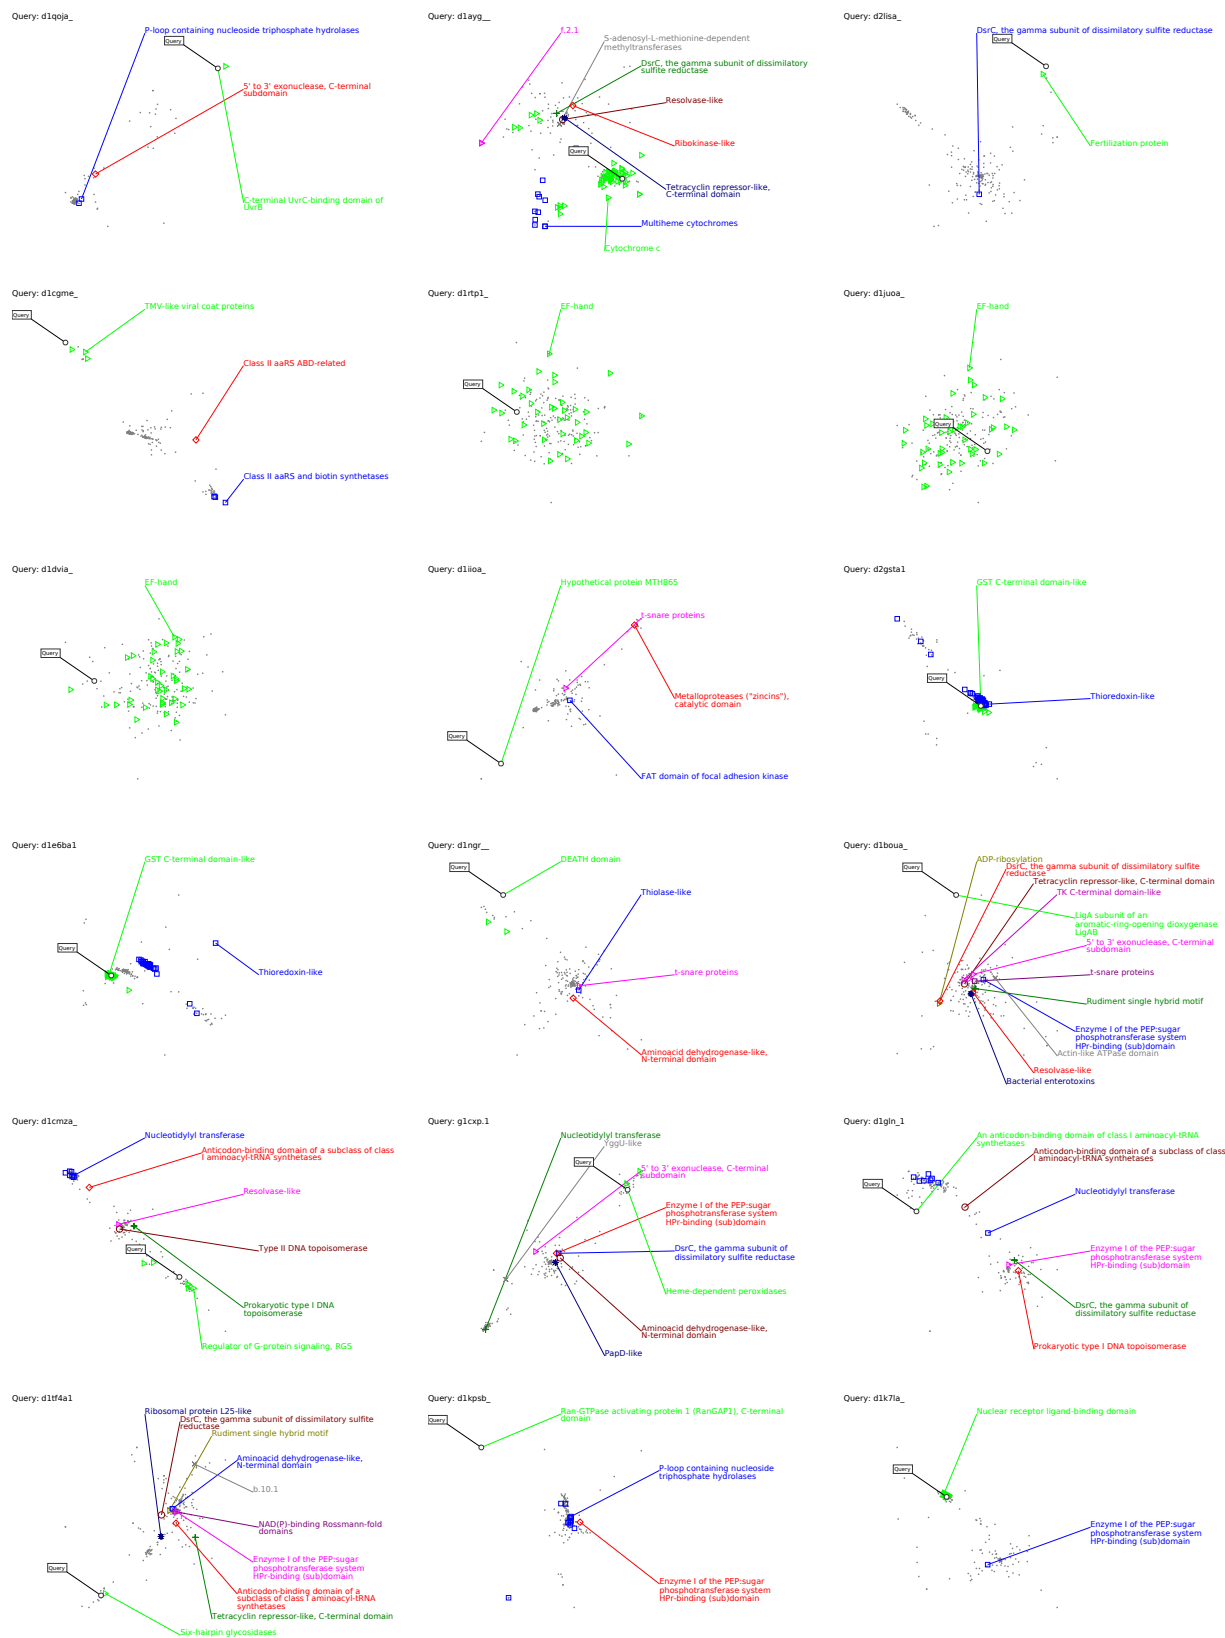 Query: d1qoja_
P-loop containing nucleoside triphosphate hydrolases
Query
5' to 3' exonuclease, C-terminal
subdomain
C-terminal UvrC-binding domain of
UvrB
Query: d1ayg__
f.2.1
S-adenosyl-L-methionine-dependent
methyltransferases
DsrC, the gamma subunit of dissimilatory
sulfite reductase
Resolvase-like
Ribokinase-like
Query
Tetracyclin repressor-like,
C-terminal domain
Multiheme cytochromes
Cytochrome c
Query: d2lisa_
DsrC, the gamma subunit of dissimilatory sulfite reductase
Query
Fertilization protein
Query: d1cgme_
TMV-like viral coat proteins
Query
Class II aaRS ABD-related
Class II aaRS and biotin synthetases
Query: d1rtp1_
EF-hand
Query
Query: d1juoa_
EF-hand
Query
Query: d1dvia_
EF-hand
Query
Query: d1iioa_
Hypothetical protein MTH865
t-snare proteins
Metalloproteases ("zincins"),
catalytic domain
Query
FAT domain of focal adhesion kinase
Query: d2gsta1
GST C-terminal domain-like
Query
Thioredoxin-like
Query: d1e6ba1
GST C-terminal domain-like
Query
Thioredoxin-like
Query: d1ngr__
DEATH domain
Query
Thiolase-like
t-snare proteins
Aminoacid dehydrogenase-like,
N-terminal domain
Query: d1boua_
ADP-ribosylation
DsrC, the gamma subunit of dissimilatory sulfite
reductase
Query
Tetracyclin repressor-like, C-terminal domain
TK C-terminal domain-like
LigA subunit of an
aromatic-ring-opening dioxygenase
LigAB
5' to 3' exonuclease, C-terminal
subdomain
t-snare proteins
Rudiment single hybrid motif
Enzyme I of the PEP:sugar
phosphotransferase system
HPr-binding (sub)domain
Actin-like ATPase domain
Resolvase-like
Bacterial enterotoxins
Query: d1cmza_
Nucleotidylyl transferase
Anticodon-binding domain of a subclass of class
I aminoacyl-tRNA synthetases
Resolvase-like
Query
Type II DNA topoisomerase
Prokaryotic type I DNA
topoisomerase
Regulator of G-protein signaling, RGS
Query: g1cxp.1
Nucleotidylyl transferase
YggU-like
Query
5' to 3' exonuclease, C-terminal
subdomain
Enzyme I of the PEP:sugar
phosphotransferase system
HPr-binding (sub)domain
DsrC, the gamma subunit of
dissimilatory sulfite reductase
Heme-dependent peroxidases
Aminoacid dehydrogenase-like,
N-terminal domain
PapD-like
Query: d1gln_1
An anticodon-binding domain of class I aminoacyl-tRNA
synthetases
Anticodon-binding domain of a subclass of class
I aminoacyl-tRNA synthetases
Query
Nucleotidylyl transferase
Enzyme I of the PEP:sugar
phosphotransferase system
HPr-binding (sub)domain
DsrC, the gamma subunit of
dissimilatory sulfite reductase
Prokaryotic type I DNA topoisomerase
Query: d1tf4a1
Ribosomal protein L25-like
DsrC, the gamma subunit of dissimilatory sulfite
reductase
Rudiment single hybrid motif
Aminoacid dehydrogenase-like,
N-terminal domain
b.10.1
NAD(P)-binding Rossmann-fold
domains
Query
Enzyme I of the PEP:sugar
phosphotransferase system
HPr-binding (sub)domain
Anticodon-binding domain of a
subclass of class I aminoacyl-tRNA
synthetases
Tetracyclin repressor-like, C-terminal domain
Six-hairpin glycosidases
Query: d1kpsb_
Ran-GTPase activating protein 1 (RanGAP1), C-terminal
domain
Query
P-loop containing nucleoside
triphosphate hydrolases
Enzyme I of the PEP:sugar
phosphotransferase system
HPr-binding (sub)domain
Query: d1k7la_
Nuclear receptor ligand-binding domain
Query
Enzyme I of the PEP:sugar
phosphotransferase system
HPr-binding (sub)domain